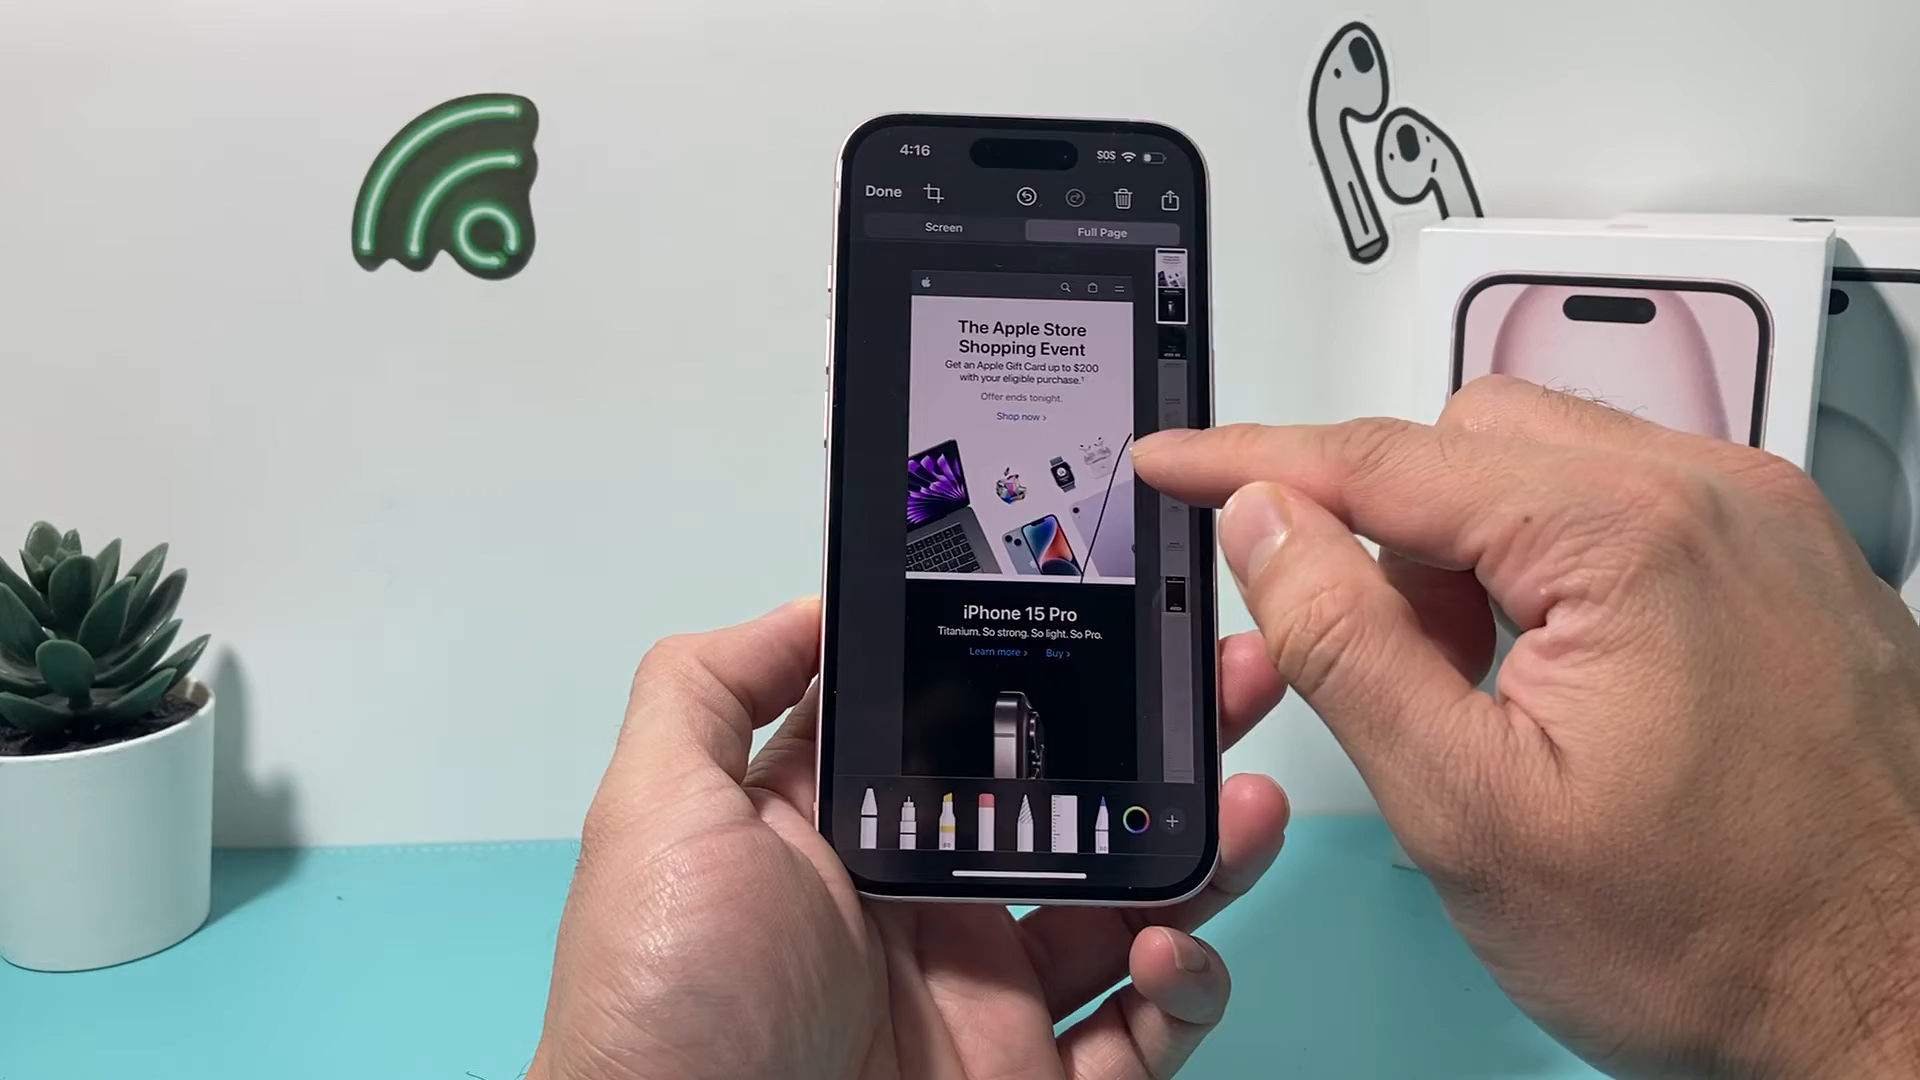 4:16
SOS
Done
Screen
Full Page
The Apple Store
Shopping Event
Get an Apple Gift Card up to $200
with your eligible purchase.¹
Offer ends tonight.
Shop now >
iPhone 15 Pro
Titanium. So strong. So light. So Pro.
Learn more >
Buy >